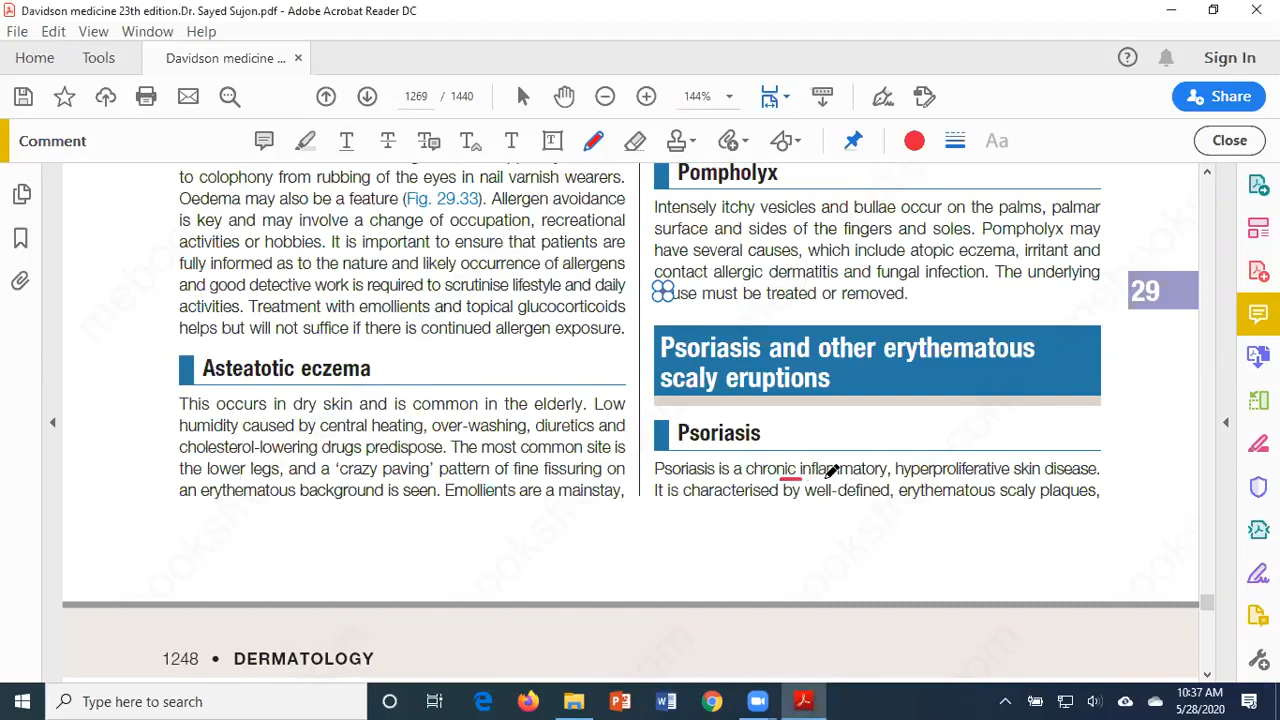 Davidson medicine 23th edition.Dr. Sayed Sujon.pdf - Adobe Acrobat Reader DC
File Edit View Window Help
Home Tools Davidson medicine ... × Sign In
1269 / 1440 144% Share
Comment Aa Close
to colophony from rubbing of the eyes in nail varnish wearers.
Oedema may also be a feature (Fig. 29.33). Allergen avoidance
is key and may involve a change of occupation, recreational
activities or hobbies. It is important to ensure that patients are
fully informed as to the nature and likely occurrence of allergens
and good detective work is required to scrutinise lifestyle and daily
activities. Treatment with emollients and topical glucocorticoids
helps but will not suffice if there is continued allergen exposure.
Asteatotic eczema
This occurs in dry skin and is common in the elderly. Low
humidity caused by central heating, over-washing, diuretics and
cholesterol-lowering drugs predispose. The most common site is
the lower legs, and a ‘crazy paving’ pattern of fine fissuring on
an erythematous background is seen. Emollients are a mainstay,
Pompholyx
Intensely itchy vesicles and bullae occur on the palms, palmar
surface and sides of the fingers and soles. Pompholyx may
have several causes, which include atopic eczema, irritant and
contact allergic dermatitis and fungal infection. The underlying
use must be treated or removed.
29
Psoriasis and other erythematous
scaly eruptions
Psoriasis
Psoriasis is a chronic inflammatory, hyperproliferative skin disease.
It is characterised by well-defined, erythematous scaly plaques,
1248 • DERMATOLOGY
Type here to search
10:37 AM
5/28/2020